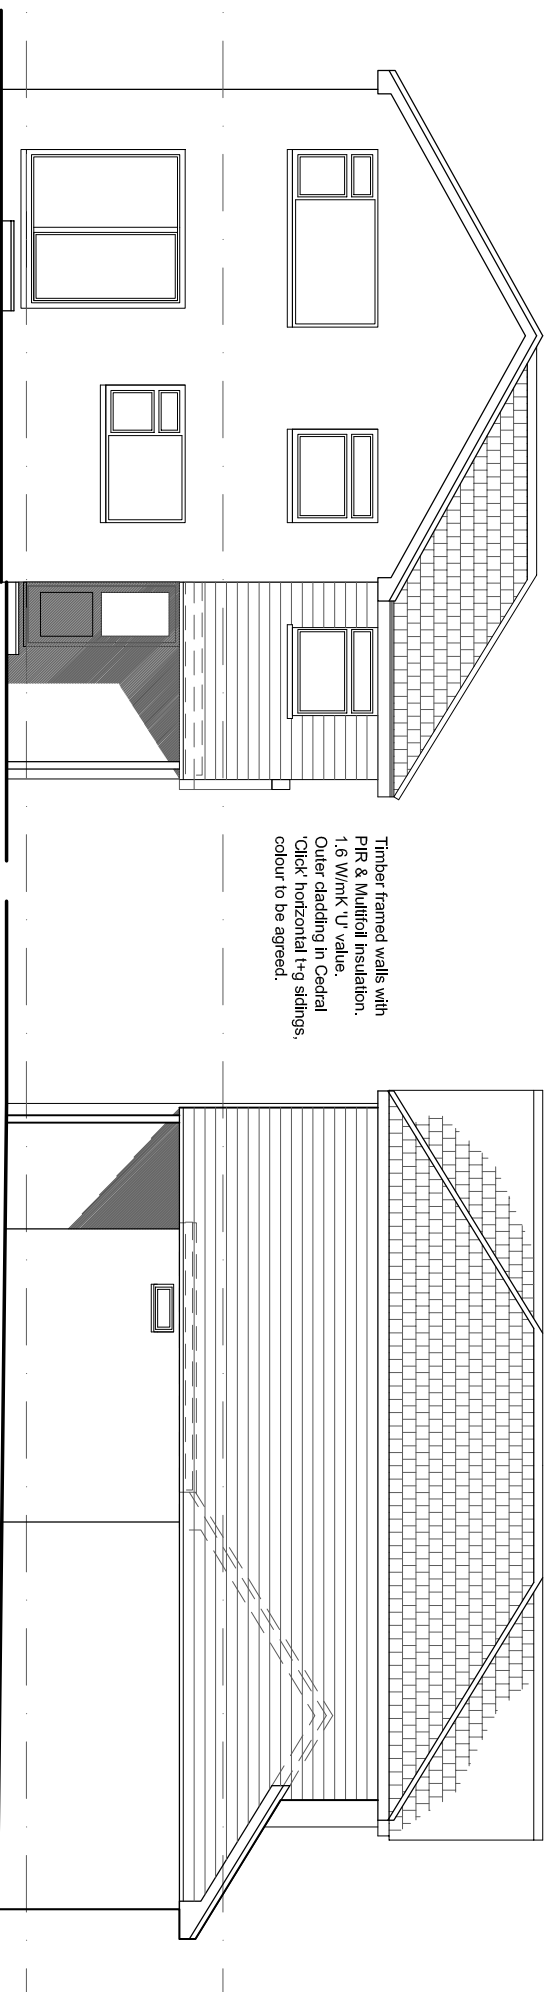 Timber framed walls with
PIR & Multifoil insulation.
1.6 W/mK 'U' value.
Outer cladding in Cedral
'Click' horizontal t+g sidings,
colour to be agreed.